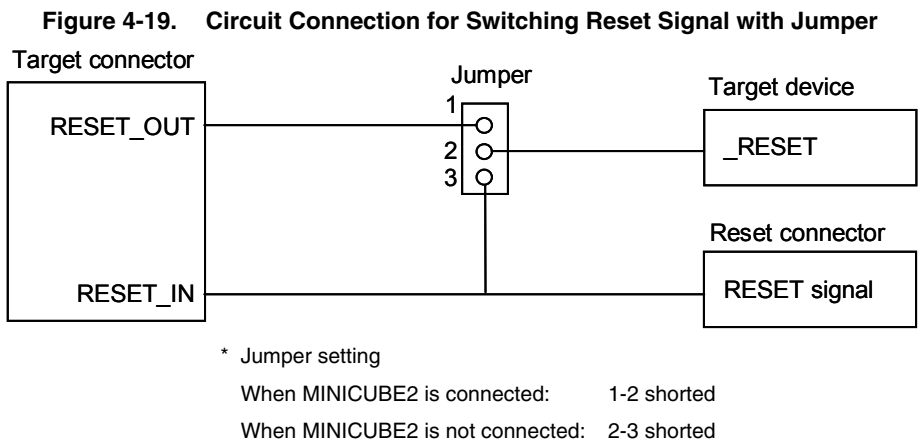 Figure 4-19. Circuit Connection for Switching Reset Signal with Jumper
Target connector
Jumper
Target device
RESET_OUT
1
2
3
_RESET
Reset connector
RESET_IN
RESET signal
* Jumper setting
When MINICUBE2 is connected: 1-2 shorted
When MINICUBE2 is not connected: 2-3 shorted